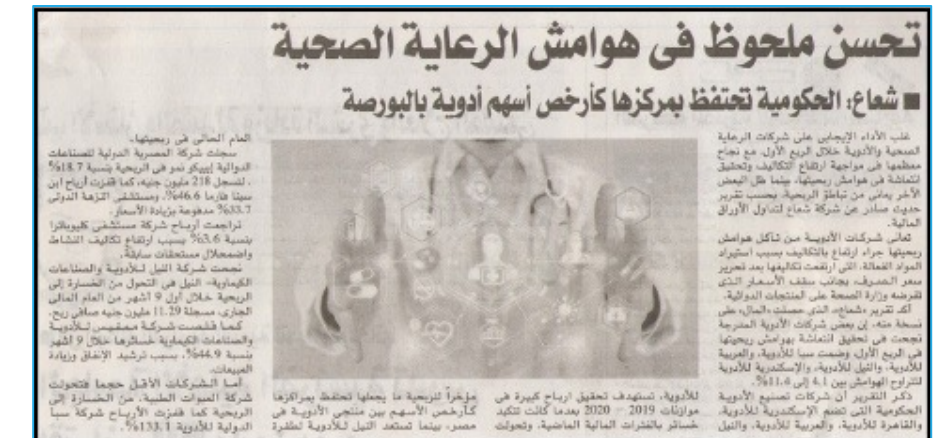 تحسن ملحوظ فى هوامش الرعاية الصحية
■ شعاع: الحكومية تحتفظ بمركزها كأرخص أسهم أدوية بالبورصة
غلب الأداء الإيجابى على شركات الرعاية
الصحية والأدوية خلال الربع الأول، مع نجاح
معظمها فى مواجهة ارتفاع التكاليف وتحقيق
انتعاشة فى هوامش ربحيتها، بينما ظل البعض
الآخر يعانى من تباطؤ الربحية، بحسب تقرير
حديث صادر عن شركة شعاع لتداول الأوراق
المالية.
تعانى شركات الأدوية من تآكل هوامش
ربحيتها جراء ارتفاع بالتكاليف بسبب استيراد
المواد الفعالة، التى ارتفعت تكاليفها بعد تحرير
سعر الصرف، بجانب سقف الأسعار الذى
تفرضه وزارة الصحة على المنتجات الدوائية.
أكد تقرير «شعاع» الذى حصلت «المال» على
نسخة منه، إن بعض شركات الأدوية المدرجة
نجحت فى تحقيق انتعاشة بهوامش ربحيتها
فى الربع الأول، وضمت سبأ للأدوية، والعربية
للأدوية، والنيل للأدوية، والإسكندرية للأدوية
لتتراوح الهوامش بين 4.1 إلى 11.6%.
ذكر التقرير أن شركات تصنيع الأدوية
الحكومية التى تضم الإسكندرية للأدوية،
والقاهرة للأدوية، والعربية للأدوية، والنيل
للأدوية، تستهدف تحقيق أرباح كبيرة فى
موازنات 2019 - 2020 بعدما كانت تتكبد
خسائر بالفترات المالية الماضية، وتحولت
مؤخراً للربحية ما يجعلها تحتفظ بمراكزها
كأرخص الأسهم بين منتجى الأدوية فى
مصر، بينما تستعد النيل للأدوية لطفرة
العام الحالى فى ربحيتها.
سجلت شركة المصرية الدولية للصناعات
الدوائية إيبيكو نمو فى الربحية بنسبة 18.7%
، لتسجل 218 مليون جنيه، كما قفزت أرباح ابن
سينا فارما 46.6%، ومستشفى النزهة الدولى
33.7% مدفوعة بزيادة الأسعار.
تراجعت أرباح شركة مستشفى كليوباترا
بنسبة 3.6% بسبب ارتفاع تكاليف النشاط
واضمحلال مستحقات سابقة.
نجحت شركة النيل للأدوية والصناعات
الكيماوية- النيل فى التحول من الخسارة إلى
الربحية خلال أول 9 أشهر من العام المالى
الجارى، مسجلة 11.29 مليون جنيه صافى ربح.
كما قلصت شركة ممفيس للأدوية
والصناعات الكيماوية خسائرها خلال 9 أشهر
بنسبة 44.9%، بسبب ترشيد الإنفاق وزيادة
المبيعات.
أما الشركات الأقل حجما فتحولت
شركة العبوات الطبية، من الخسارة إلى
الربحية كما قفزت الأرباح شركة سبأ
الدولية للأدوية 133.1%.